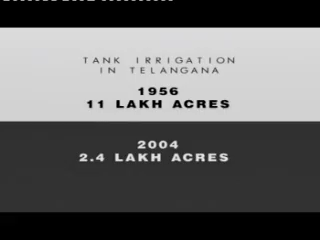 TANK IRRIGATION
IN TELANGANA
1956
11 LAKH ACRES
2004
2.4 LAKH ACRES